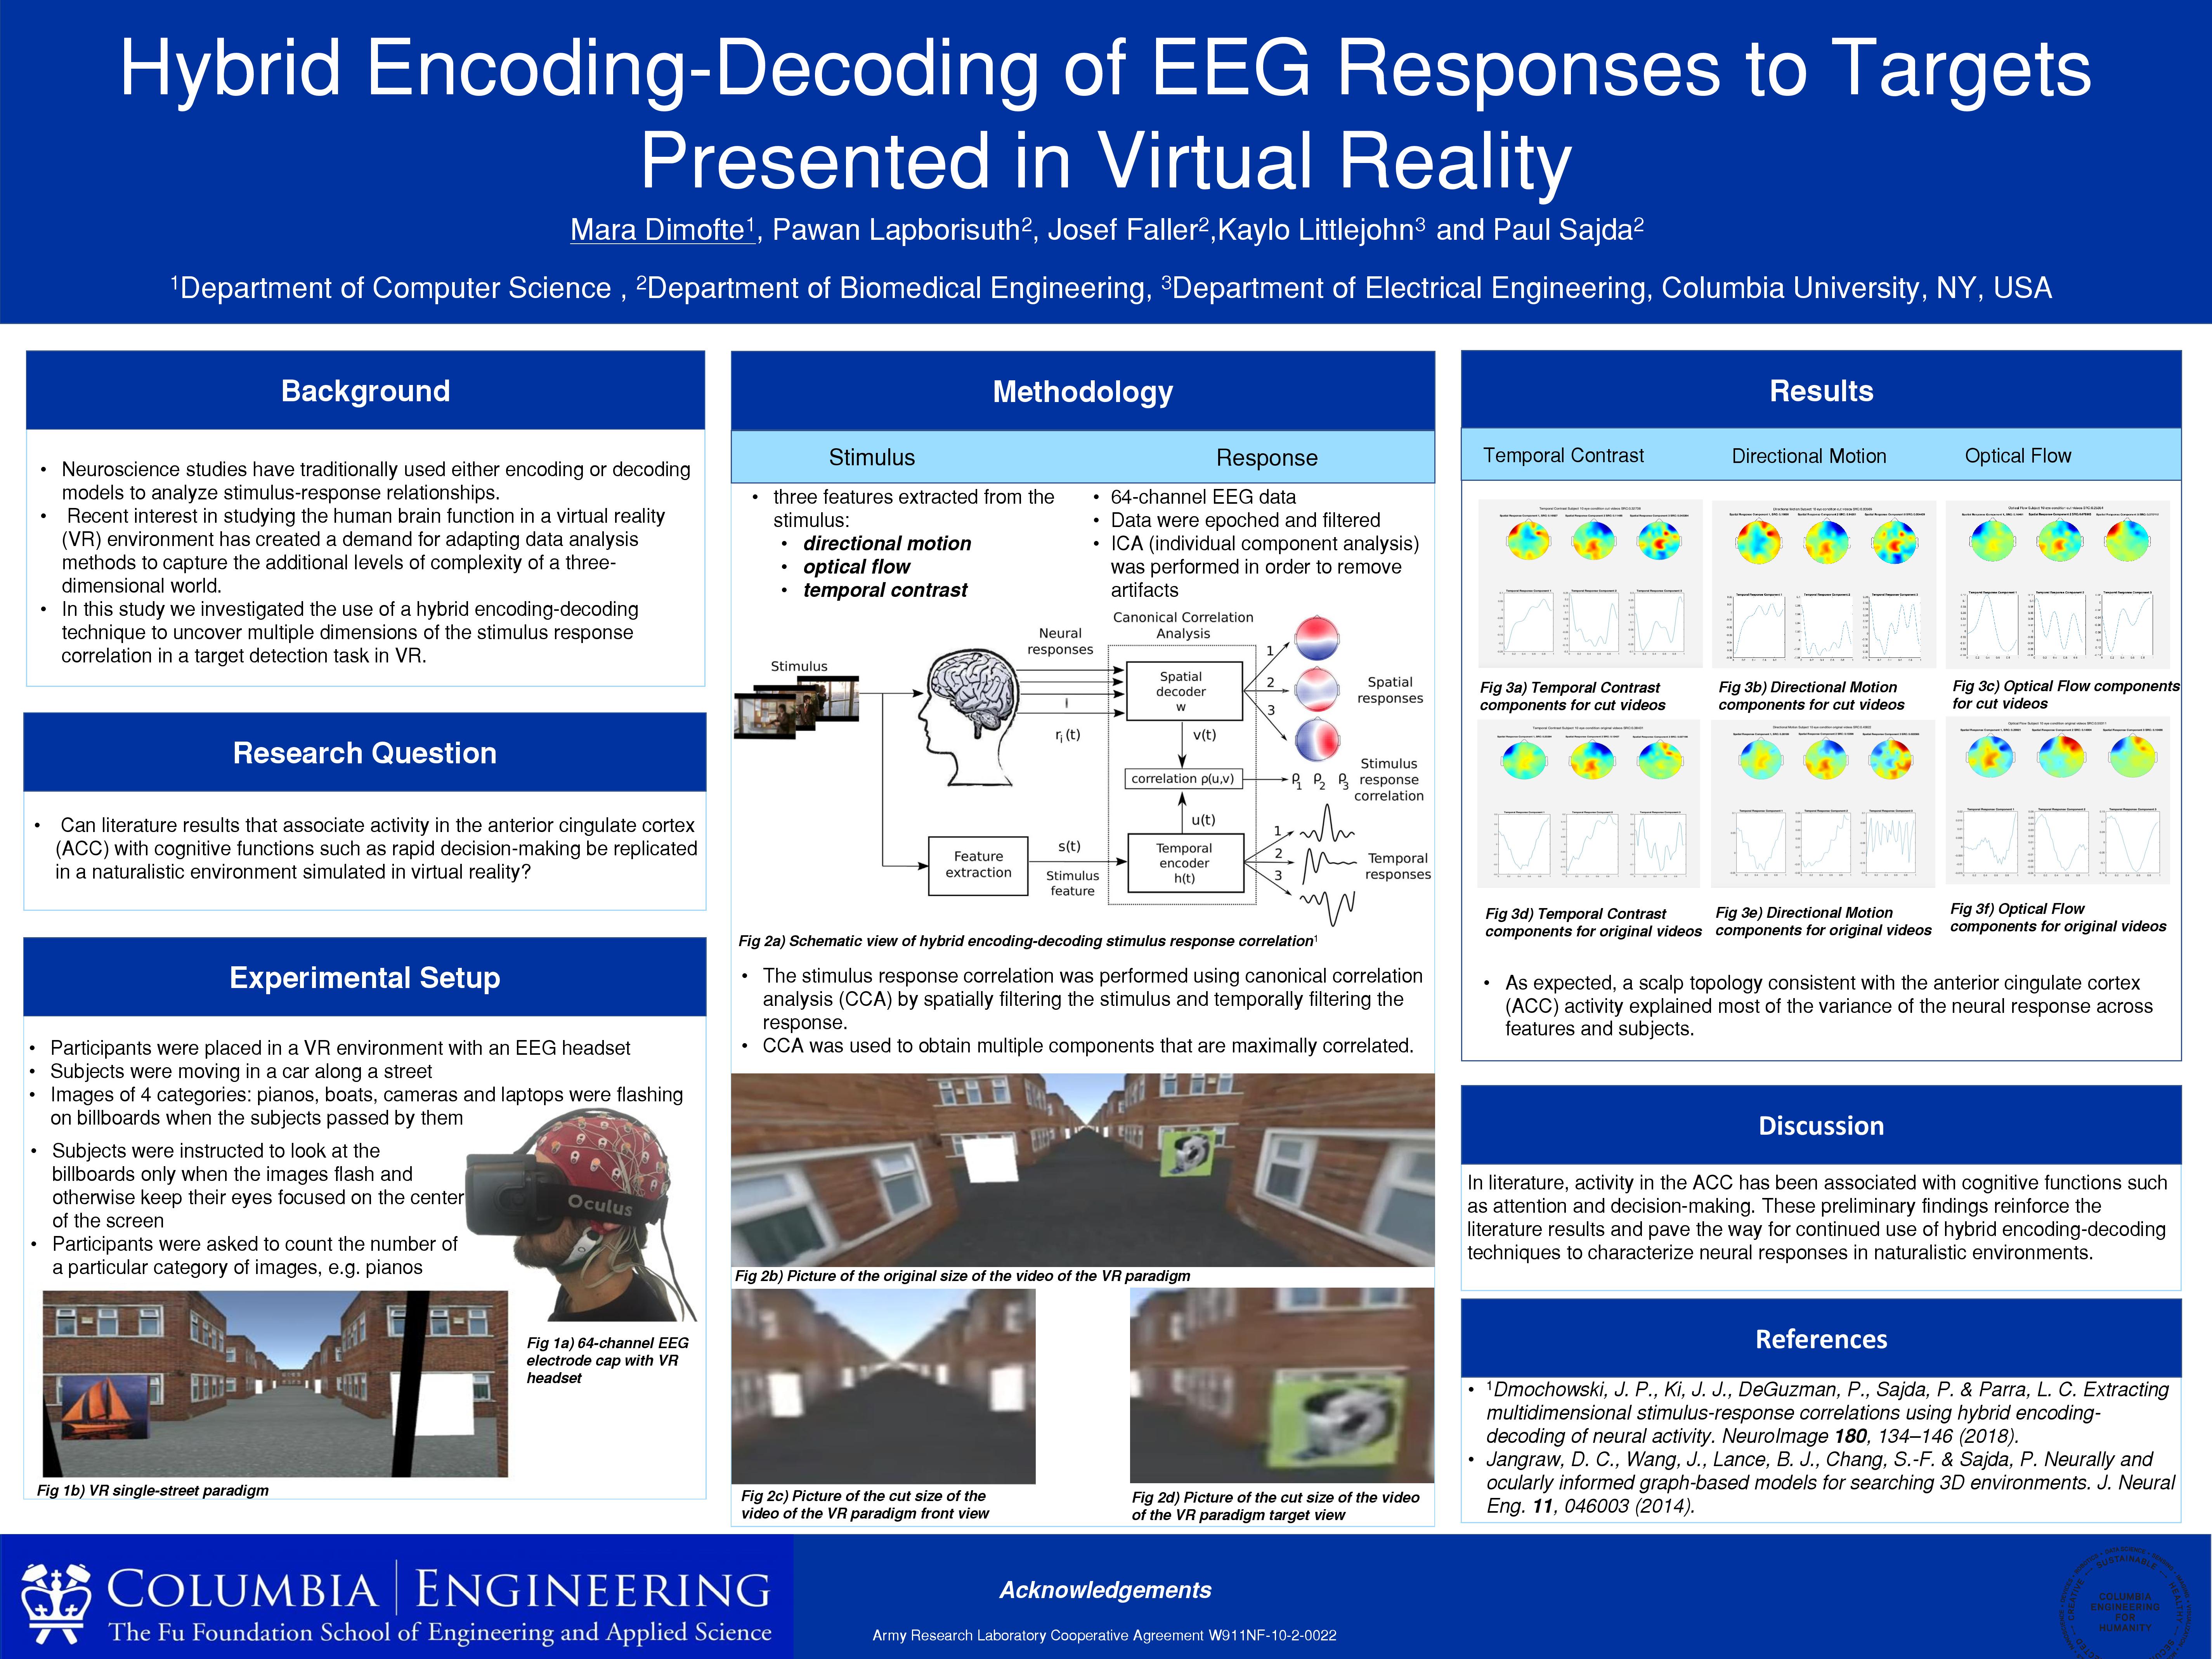 Hybrid Encoding-Decoding of EEG Responses to Targets
Presented in Virtual Reality
Mara Dimofte¹, Pawan Lapborisuth², Josef Faller²,Kaylo Littlejohn³ and Paul Sajda²
¹Department of Computer Science , ²Department of Biomedical Engineering, ³Department of Electrical Engineering, Columbia University, NY, USA
Background
• Neuroscience studies have traditionally used either encoding or decoding
models to analyze stimulus-response relationships.
• Recent interest in studying the human brain function in a virtual reality
(VR) environment has created a demand for adapting data analysis
methods to capture the additional levels of complexity of a three-
dimensional world.
• In this study we investigated the use of a hybrid encoding-decoding
technique to uncover multiple dimensions of the stimulus response
correlation in a target detection task in VR.
Research Question
• Can literature results that associate activity in the anterior cingulate cortex
(ACC) with cognitive functions such as rapid decision-making be replicated
in a naturalistic environment simulated in virtual reality?
Experimental Setup
• Participants were placed in a VR environment with an EEG headset
• Subjects were moving in a car along a street
• Images of 4 categories: pianos, boats, cameras and laptops were flashing
on billboards when the subjects passed by them
• Subjects were instructed to look at the
billboards only when the images flash and
otherwise keep their eyes focused on the center
of the screen
• Participants were asked to count the number of
a particular category of images, e.g. pianos
Oculus
Fig 1a) 64-channel EEG
electrode cap with VR
headset
Fig 1b) VR single-street paradigm
Methodology
Stimulus
Response
• three features extracted from the
stimulus:
• directional motion
• optical flow
• temporal contrast
• 64-channel EEG data
• Data were epoched and filtered
• ICA (individual component analysis)
was performed in order to remove
artifacts
Stimulus
Neural
responses
i
rᵢ(t)
Canonical Correlation
Analysis
Spatial
decoder
w
1
2
3
Spatial
responses
v(t)
correlation ρ(u,v)
ρ₁ ρ₂ ρ₃
Stimulus
response
correlation
u(t)
Feature
extraction
s(t)
Stimulus
feature
Temporal
encoder
h(t)
1
2
3
Temporal
responses
Fig 2a) Schematic view of hybrid encoding-decoding stimulus response correlation¹
• The stimulus response correlation was performed using canonical correlation
analysis (CCA) by spatially filtering the stimulus and temporally filtering the
response.
• CCA was used to obtain multiple components that are maximally correlated.
Fig 2b) Picture of the original size of the video of the VR paradigm
Fig 2c) Picture of the cut size of the
video of the VR paradigm front view
Fig 2d) Picture of the cut size of the video
of the VR paradigm target view
Results
Temporal Contrast
Directional Motion
Optical Flow
Fig 3a) Temporal Contrast
components for cut videos
Fig 3b) Directional Motion
components for cut videos
Fig 3c) Optical Flow components
for cut videos
Fig 3d) Temporal Contrast
components for original videos
Fig 3e) Directional Motion
components for original videos
Fig 3f) Optical Flow
components for original videos
• As expected, a scalp topology consistent with the anterior cingulate cortex
(ACC) activity explained most of the variance of the neural response across
features and subjects.
Discussion
In literature, activity in the ACC has been associated with cognitive functions such
as attention and decision-making. These preliminary findings reinforce the
literature results and pave the way for continued use of hybrid encoding-decoding
techniques to characterize neural responses in naturalistic environments.
References
• ¹Dmochowski, J. P., Ki, J. J., DeGuzman, P., Sajda, P. & Parra, L. C. Extracting
multidimensional stimulus-response correlations using hybrid encoding-
decoding of neural activity. NeuroImage 180, 134–146 (2018).
• Jangraw, D. C., Wang, J., Lance, B. J., Chang, S.-F. & Sajda, P. Neurally and
ocularly informed graph-based models for searching 3D environments. J. Neural
Eng. 11, 046003 (2014).
COLUMBIA | ENGINEERING
The Fu Foundation School of Engineering and Applied Science
Acknowledgements
Army Research Laboratory Cooperative Agreement W911NF-10-2-0022
SUSTAINABLE
HEALTHY
CREATIVE
COLUMBIA
ENGINEERING
FOR
HUMANITY